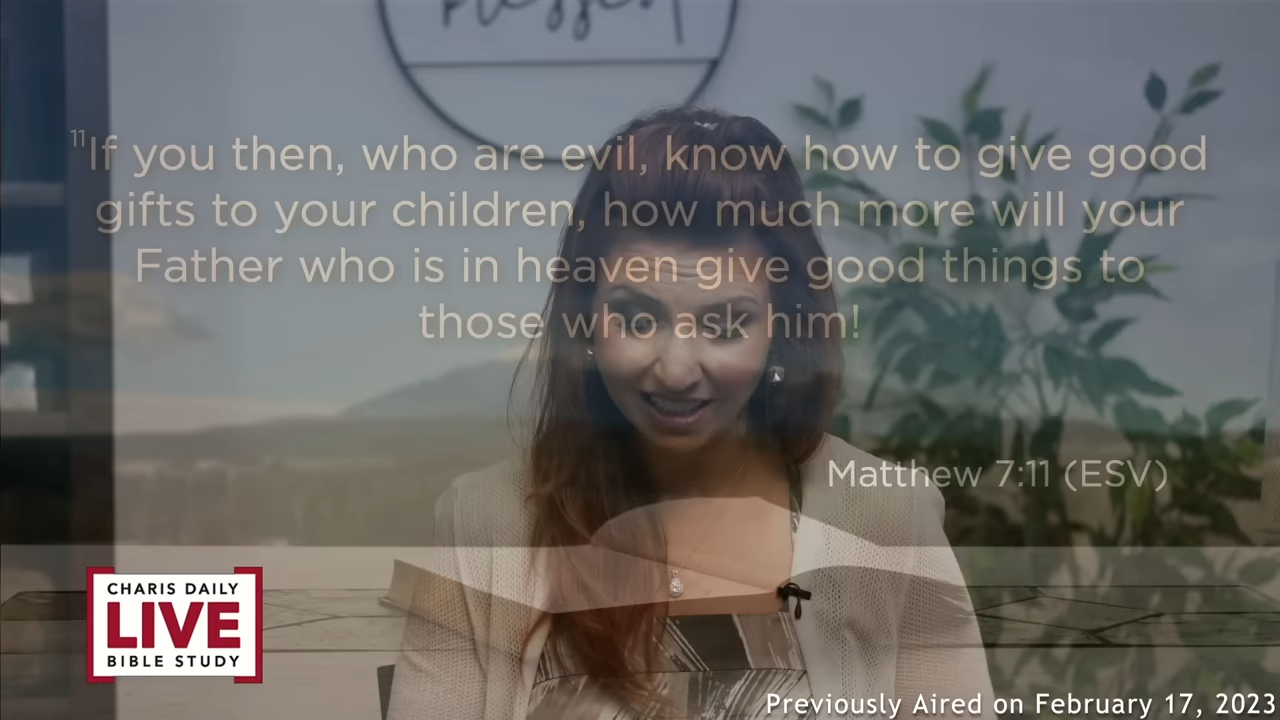 ¹¹If you then, who are evil, know how to give good
gifts to your children, how much more will your
Father who is in heaven give good things to
those who ask him!
Matthew 7:11 (ESV)
CHARIS DAILY
LIVE
BIBLE STUDY
Previously Aired on February 17, 2023